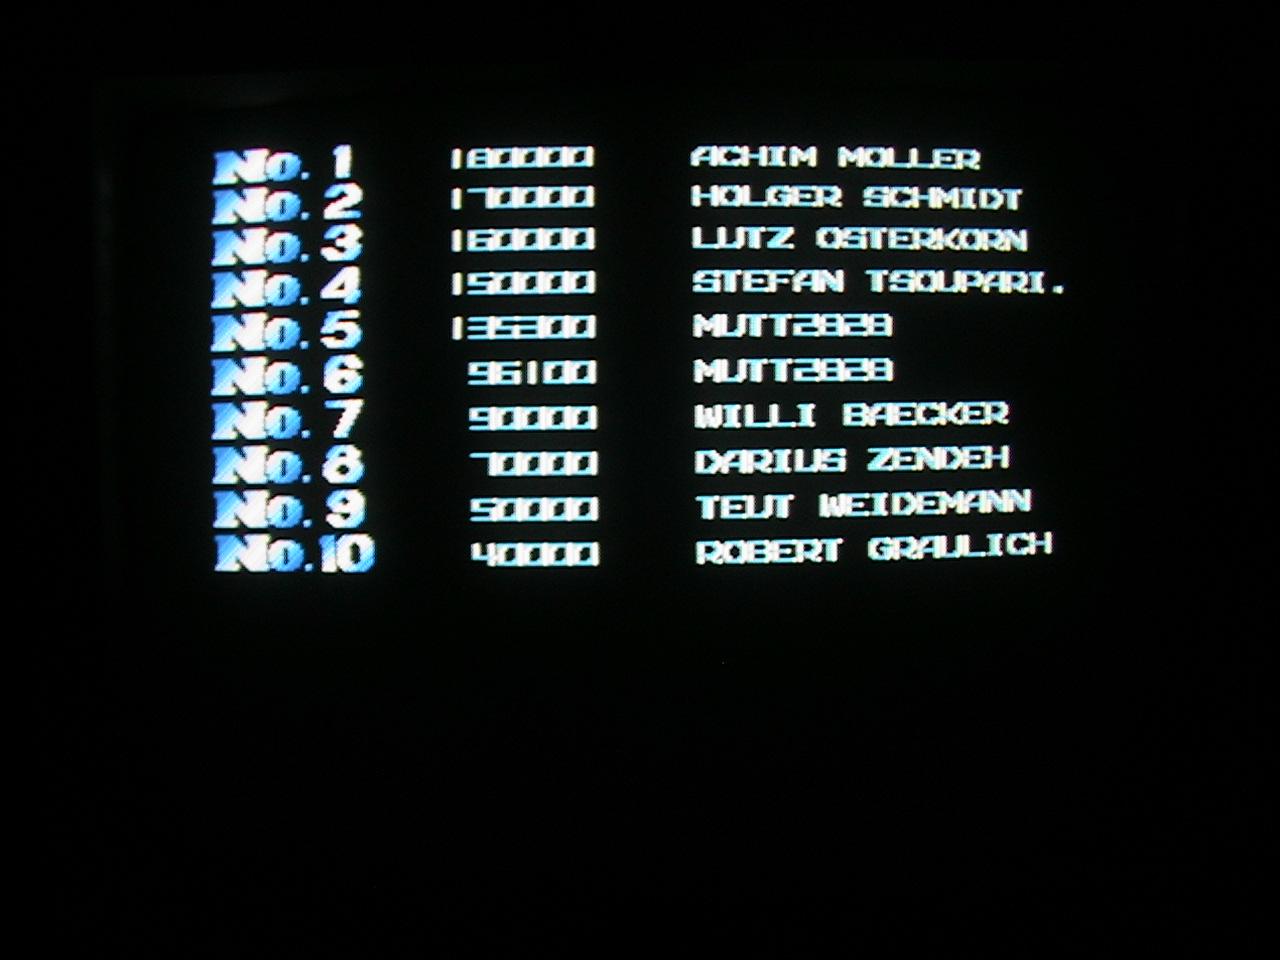 No. 1 180000 ACHIM MOLLER
No. 2 170000 HOLGER SCHMIDT
No. 3 160000 LUTZ OSTERKORN
No. 4 150000 STEFAN TSOUPARI.
No. 5 135300 MUTT2828
No. 6 96100 MUTT2828
No. 7 90000 WILLI BAECKER
No. 8 70000 DARIUS ZENDEH
No. 9 50000 TEUT WEIDEMANN
No. 10 40000 ROBERT GRAULICH